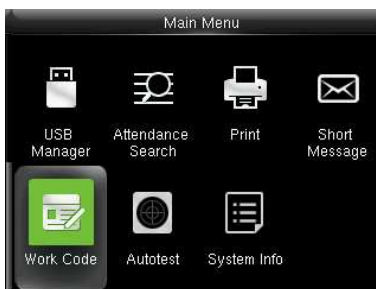 Main Menu
USB Manager
Attendance Search
Print
Short Message
Work Code
Autotest
System Info